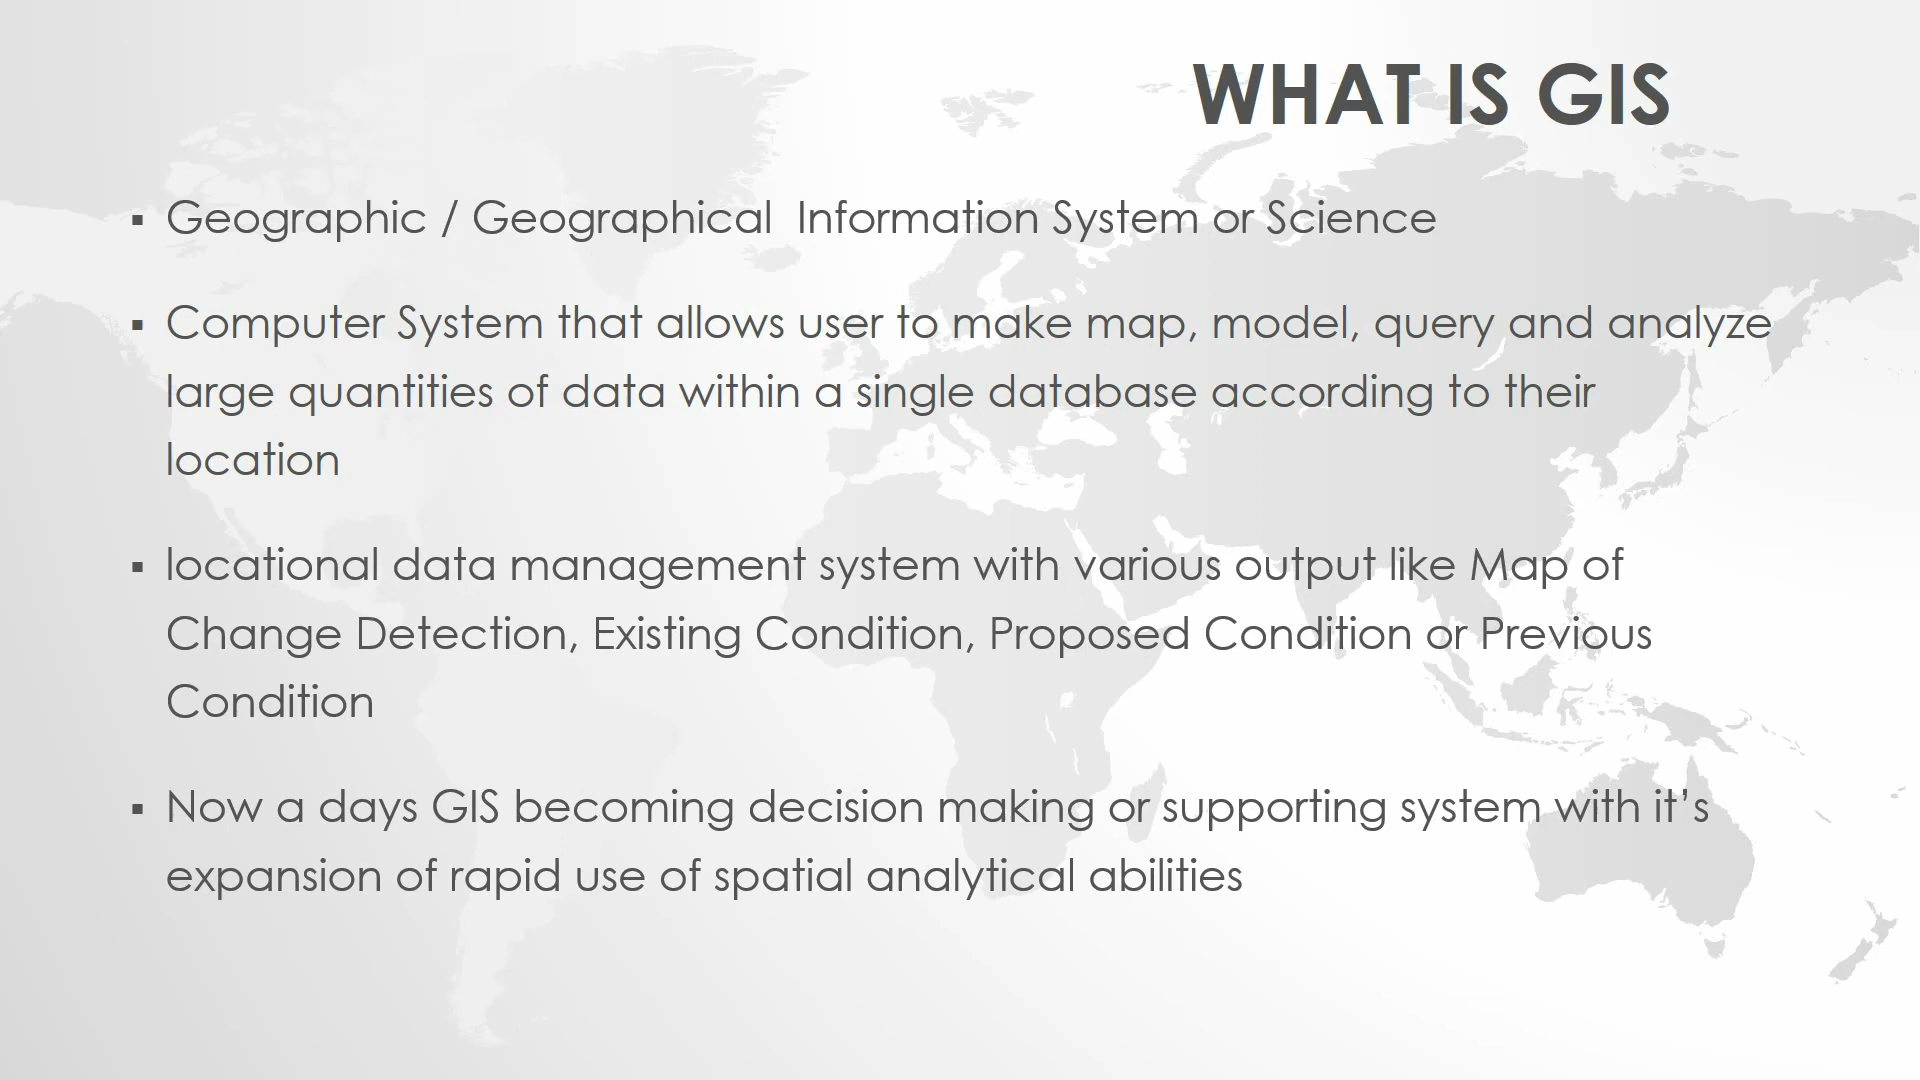 WHAT IS GIS
▪ Geographic / Geographical  Information System or Science
▪ Computer System that allows user to make map, model, query and analyze
large quantities of data within a single database according to their
location
▪ locational data management system with various output like Map of
Change Detection, Existing Condition, Proposed Condition or Previous
Condition
▪ Now a days GIS becoming decision making or supporting system with it’s
expansion of rapid use of spatial analytical abilities